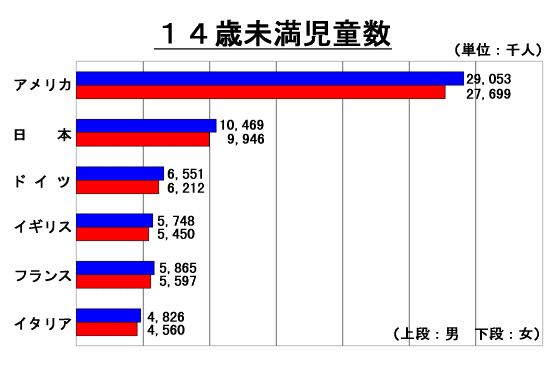 １４歳未満児童数
（単位：千人）
アメリカ
29,053
27,699
日　本
10,469
9,946
ドイツ
6,551
6,212
イギリス
5,748
5,450
フランス
5,865
5,597
イタリア
4,826
4,560
（上段：男　下段：女）